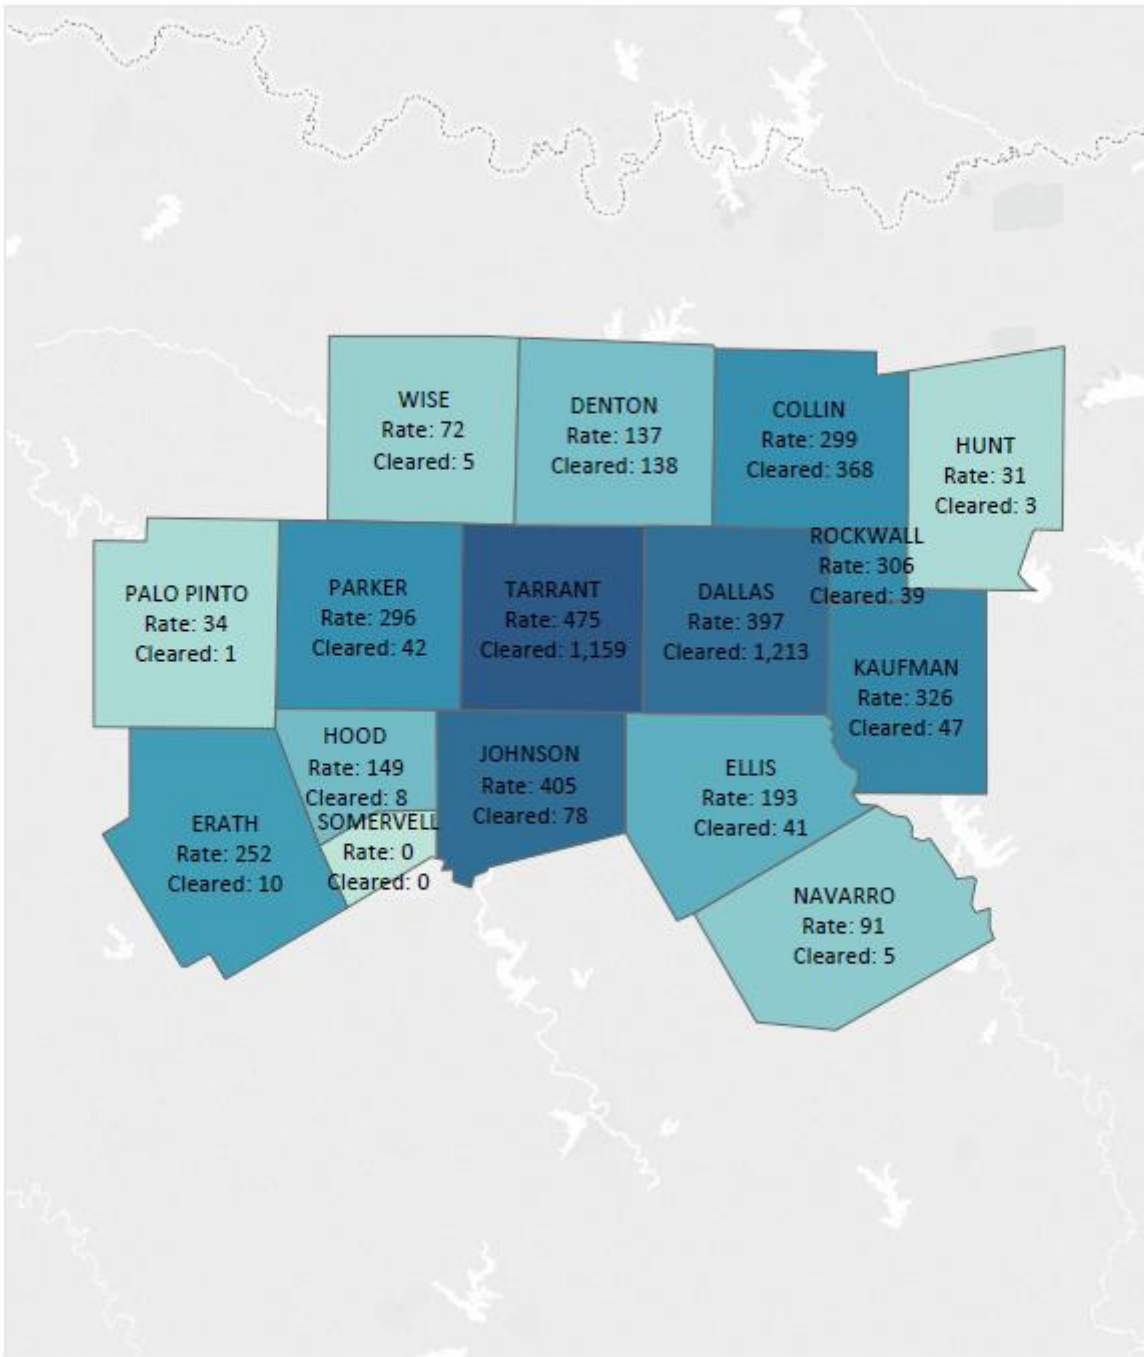 WISE
Rate: 72
Cleared: 5
DENTON
Rate: 137
Cleared: 138
COLLIN
Rate: 299
Cleared: 368
HUNT
Rate: 31
Cleared: 3
ROCKWALL
Rate: 306
Cleared: 39
PALO PINTO
Rate: 34
Cleared: 1
PARKER
Rate: 296
Cleared: 42
TARRANT
Rate: 475
Cleared: 1,159
DALLAS
Rate: 397
Cleared: 1,213
KAUFMAN
Rate: 326
Cleared: 47
HOOD
Rate: 149
Cleared: 8
JOHNSON
Rate: 405
Cleared: 78
ELLIS
Rate: 193
Cleared: 41
ERATH
Rate: 252
Cleared: 10
SOMERVELL
Rate: 0
Cleared: 0
NAVARRO
Rate: 91
Cleared: 5